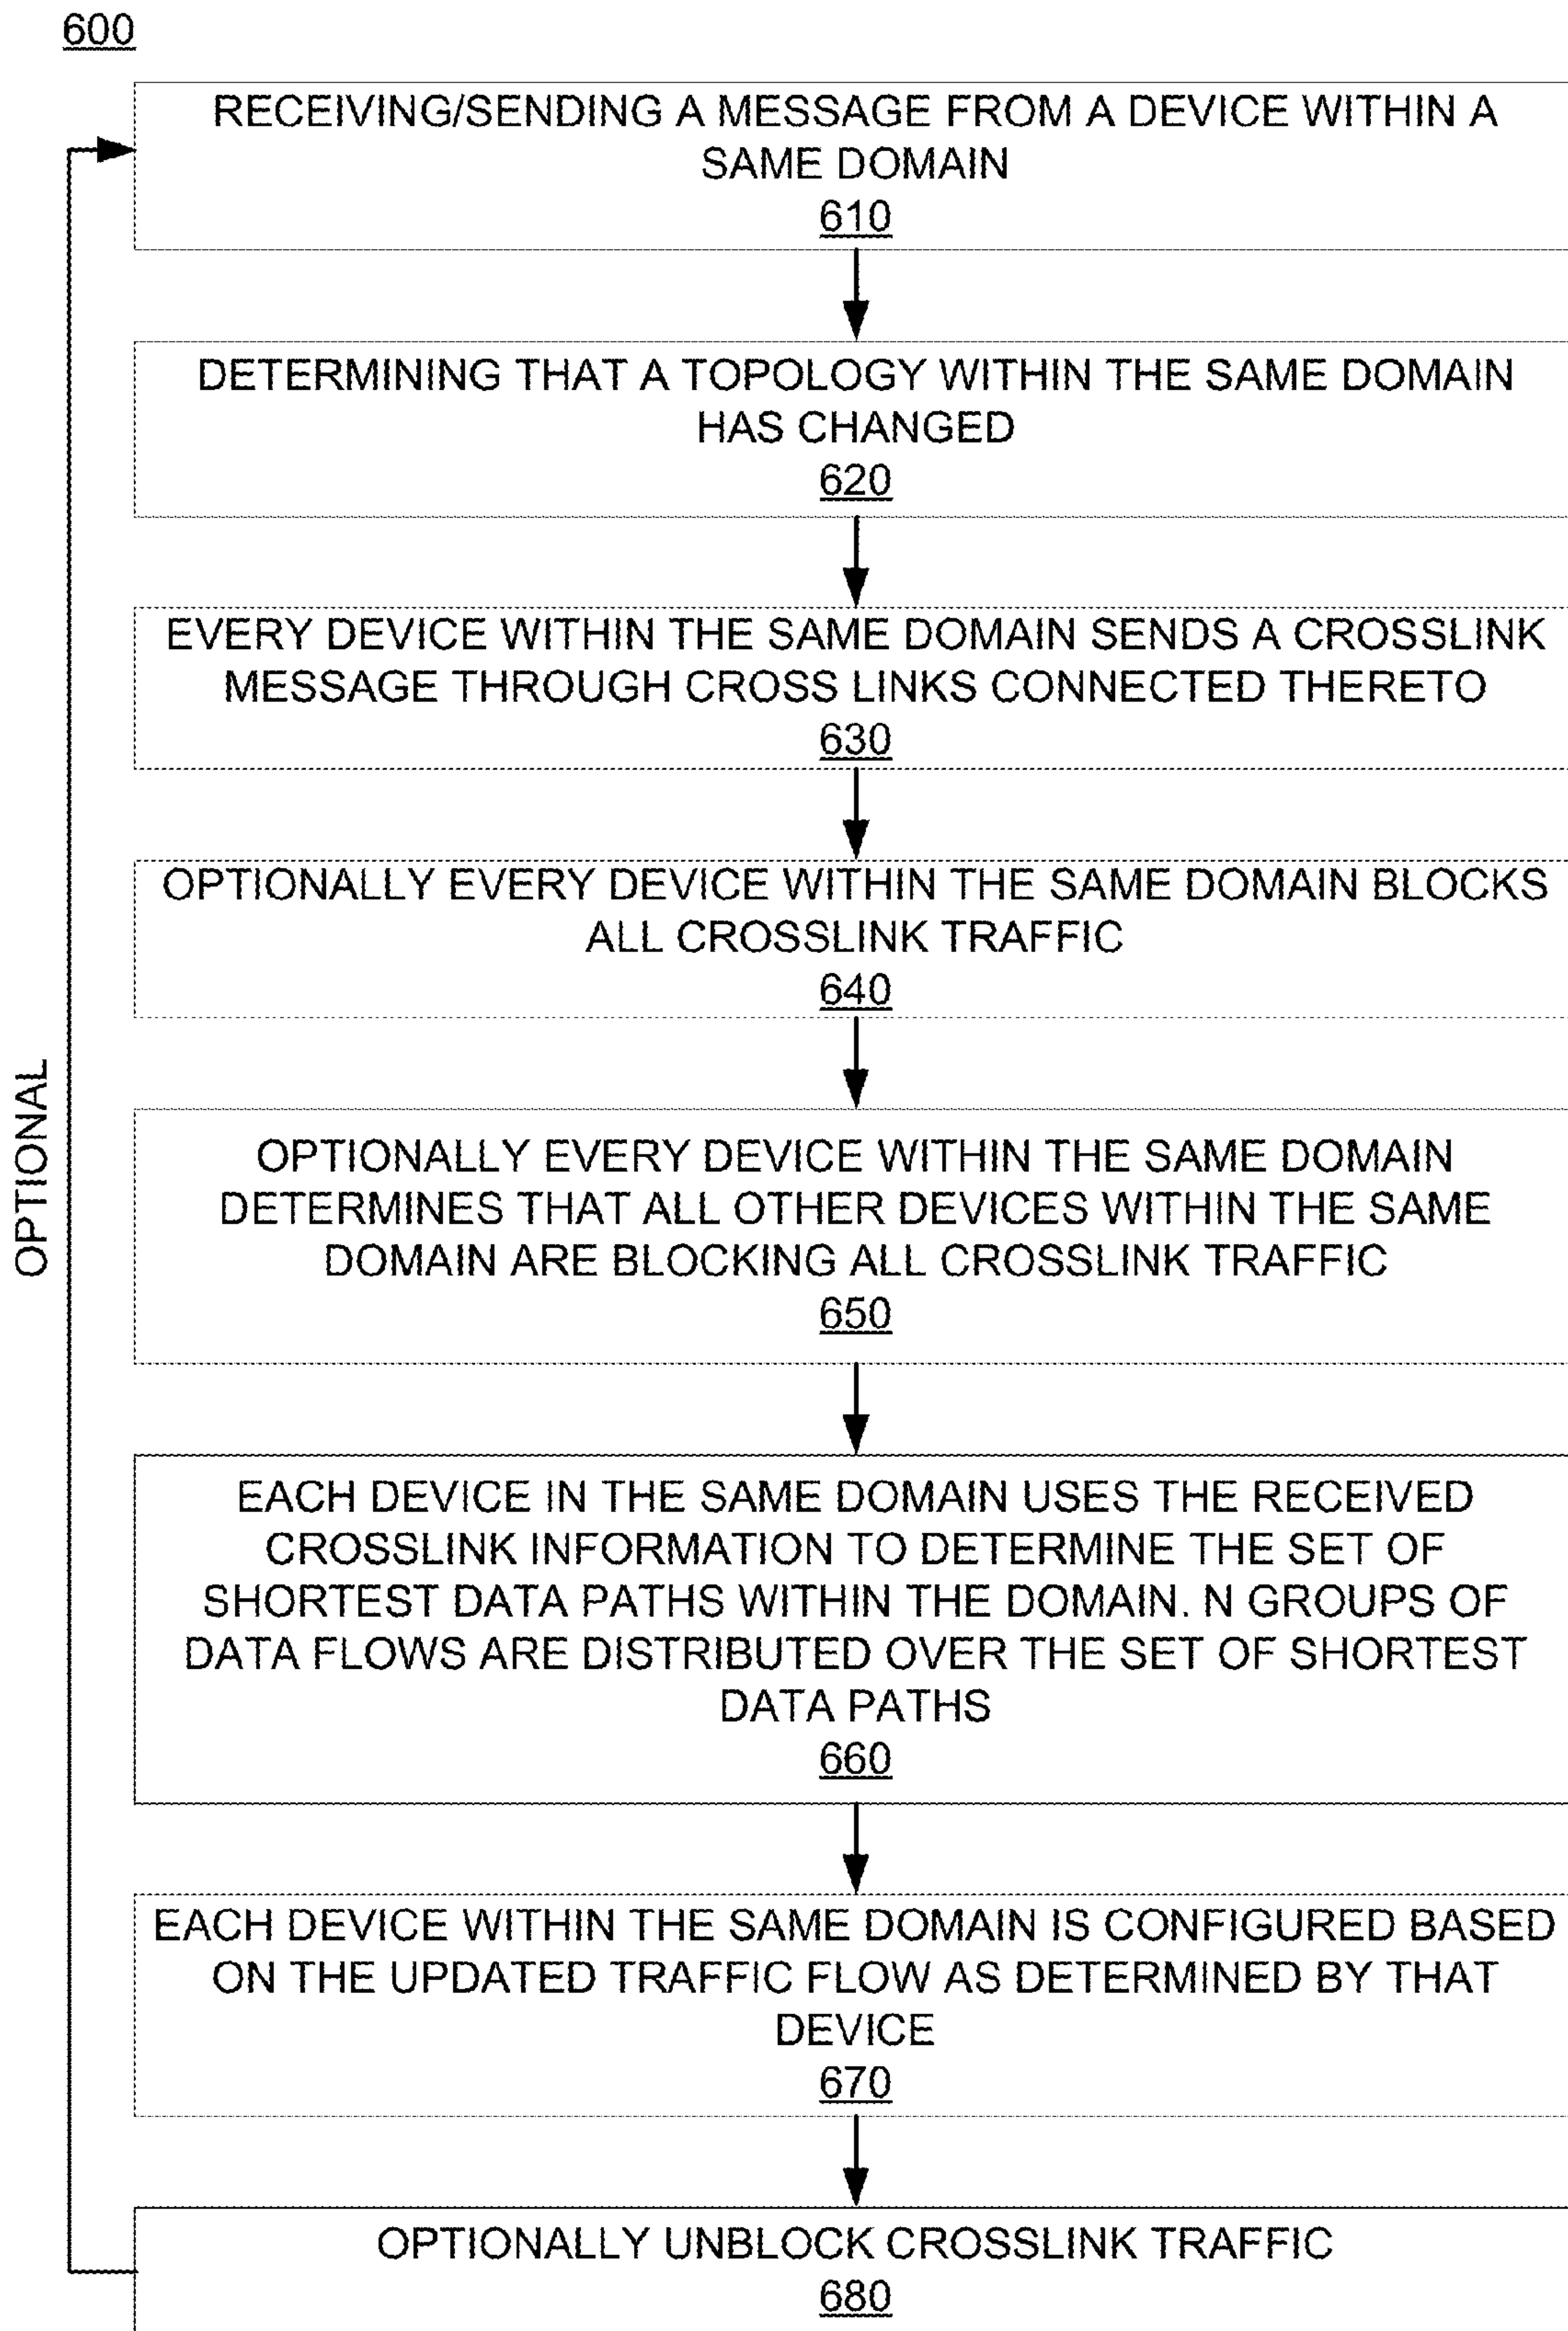 600
RECEIVING/SENDING A MESSAGE FROM A DEVICE WITHIN A
SAME DOMAIN
610
DETERMINING THAT A TOPOLOGY WITHIN THE SAME DOMAIN
HAS CHANGED
620
EVERY DEVICE WITHIN THE SAME DOMAIN SENDS A CROSSLINK
MESSAGE THROUGH CROSS LINKS CONNECTED THERETO
630
OPTIONALLY EVERY DEVICE WITHIN THE SAME DOMAIN BLOCKS
ALL CROSSLINK TRAFFIC
640
OPTIONALLY EVERY DEVICE WITHIN THE SAME DOMAIN
DETERMINES THAT ALL OTHER DEVICES WITHIN THE SAME
DOMAIN ARE BLOCKING ALL CROSSLINK TRAFFIC
650
EACH DEVICE IN THE SAME DOMAIN USES THE RECEIVED
CROSSLINK INFORMATION TO DETERMINE THE SET OF
SHORTEST DATA PATHS WITHIN THE DOMAIN. N GROUPS OF
DATA FLOWS ARE DISTRIBUTED OVER THE SET OF SHORTEST
DATA PATHS
660
EACH DEVICE WITHIN THE SAME DOMAIN IS CONFIGURED BASED
ON THE UPDATED TRAFFIC FLOW AS DETERMINED BY THAT
DEVICE
670
OPTIONALLY UNBLOCK CROSSLINK TRAFFIC
680
OPTIONAL